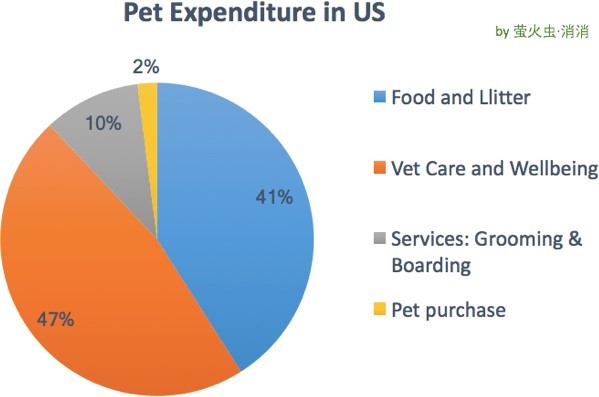 Pet Expenditure in US
by 萤火虫·消消
2%
10%
41%
47%
Food and Llitter
Vet Care and Wellbeing
Services: Grooming &
Boarding
Pet purchase